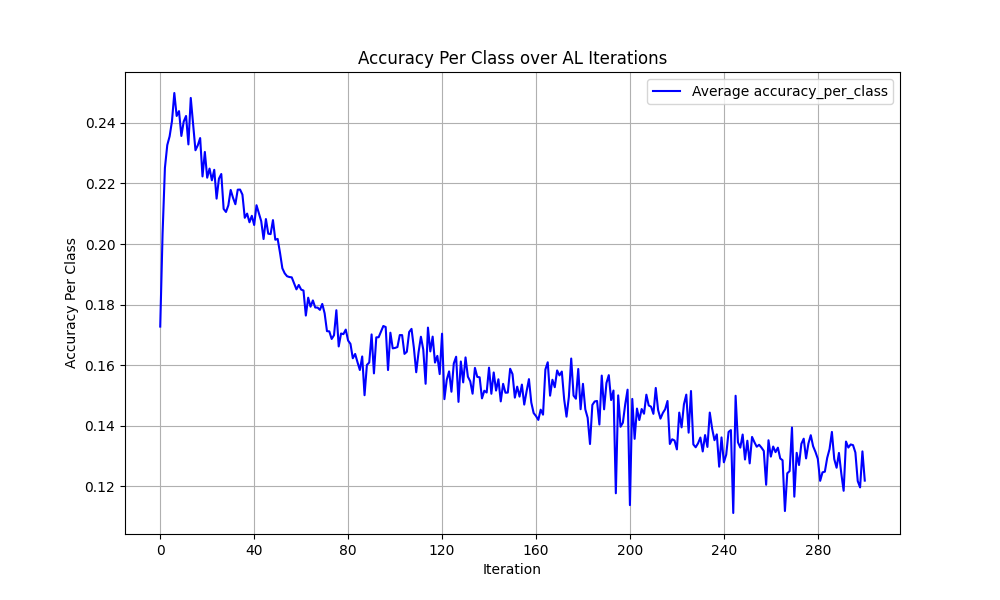 Accuracy Per Class over AL Iterations
Average accuracy_per_class
Accuracy Per Class
0.24
0.22
0.20
0.18
0.16
0.14
0.12
0 40 80 120 160 200 240 280
Iteration